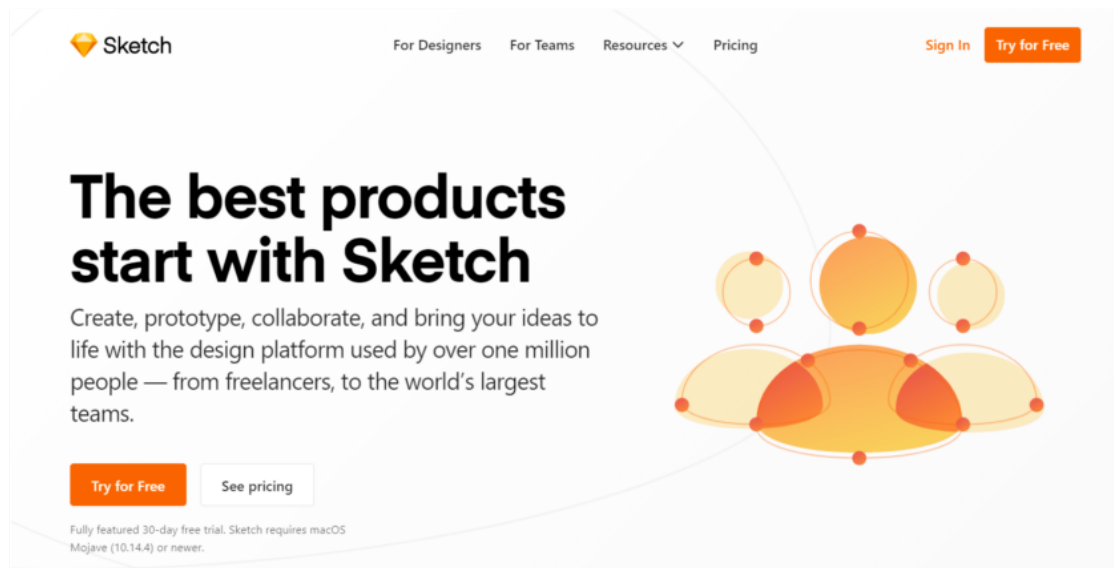 Sketch
For Designers
For Teams
Resources
Pricing
Sign In
Try for Free
The best products
start with Sketch
Create, prototype, collaborate, and bring your ideas to
life with the design platform used by over one million
people — from freelancers, to the world’s largest
teams.
Try for Free
See pricing
Fully featured 30-day free trial. Sketch requires macOS
Mojave (10.14.4) or newer.